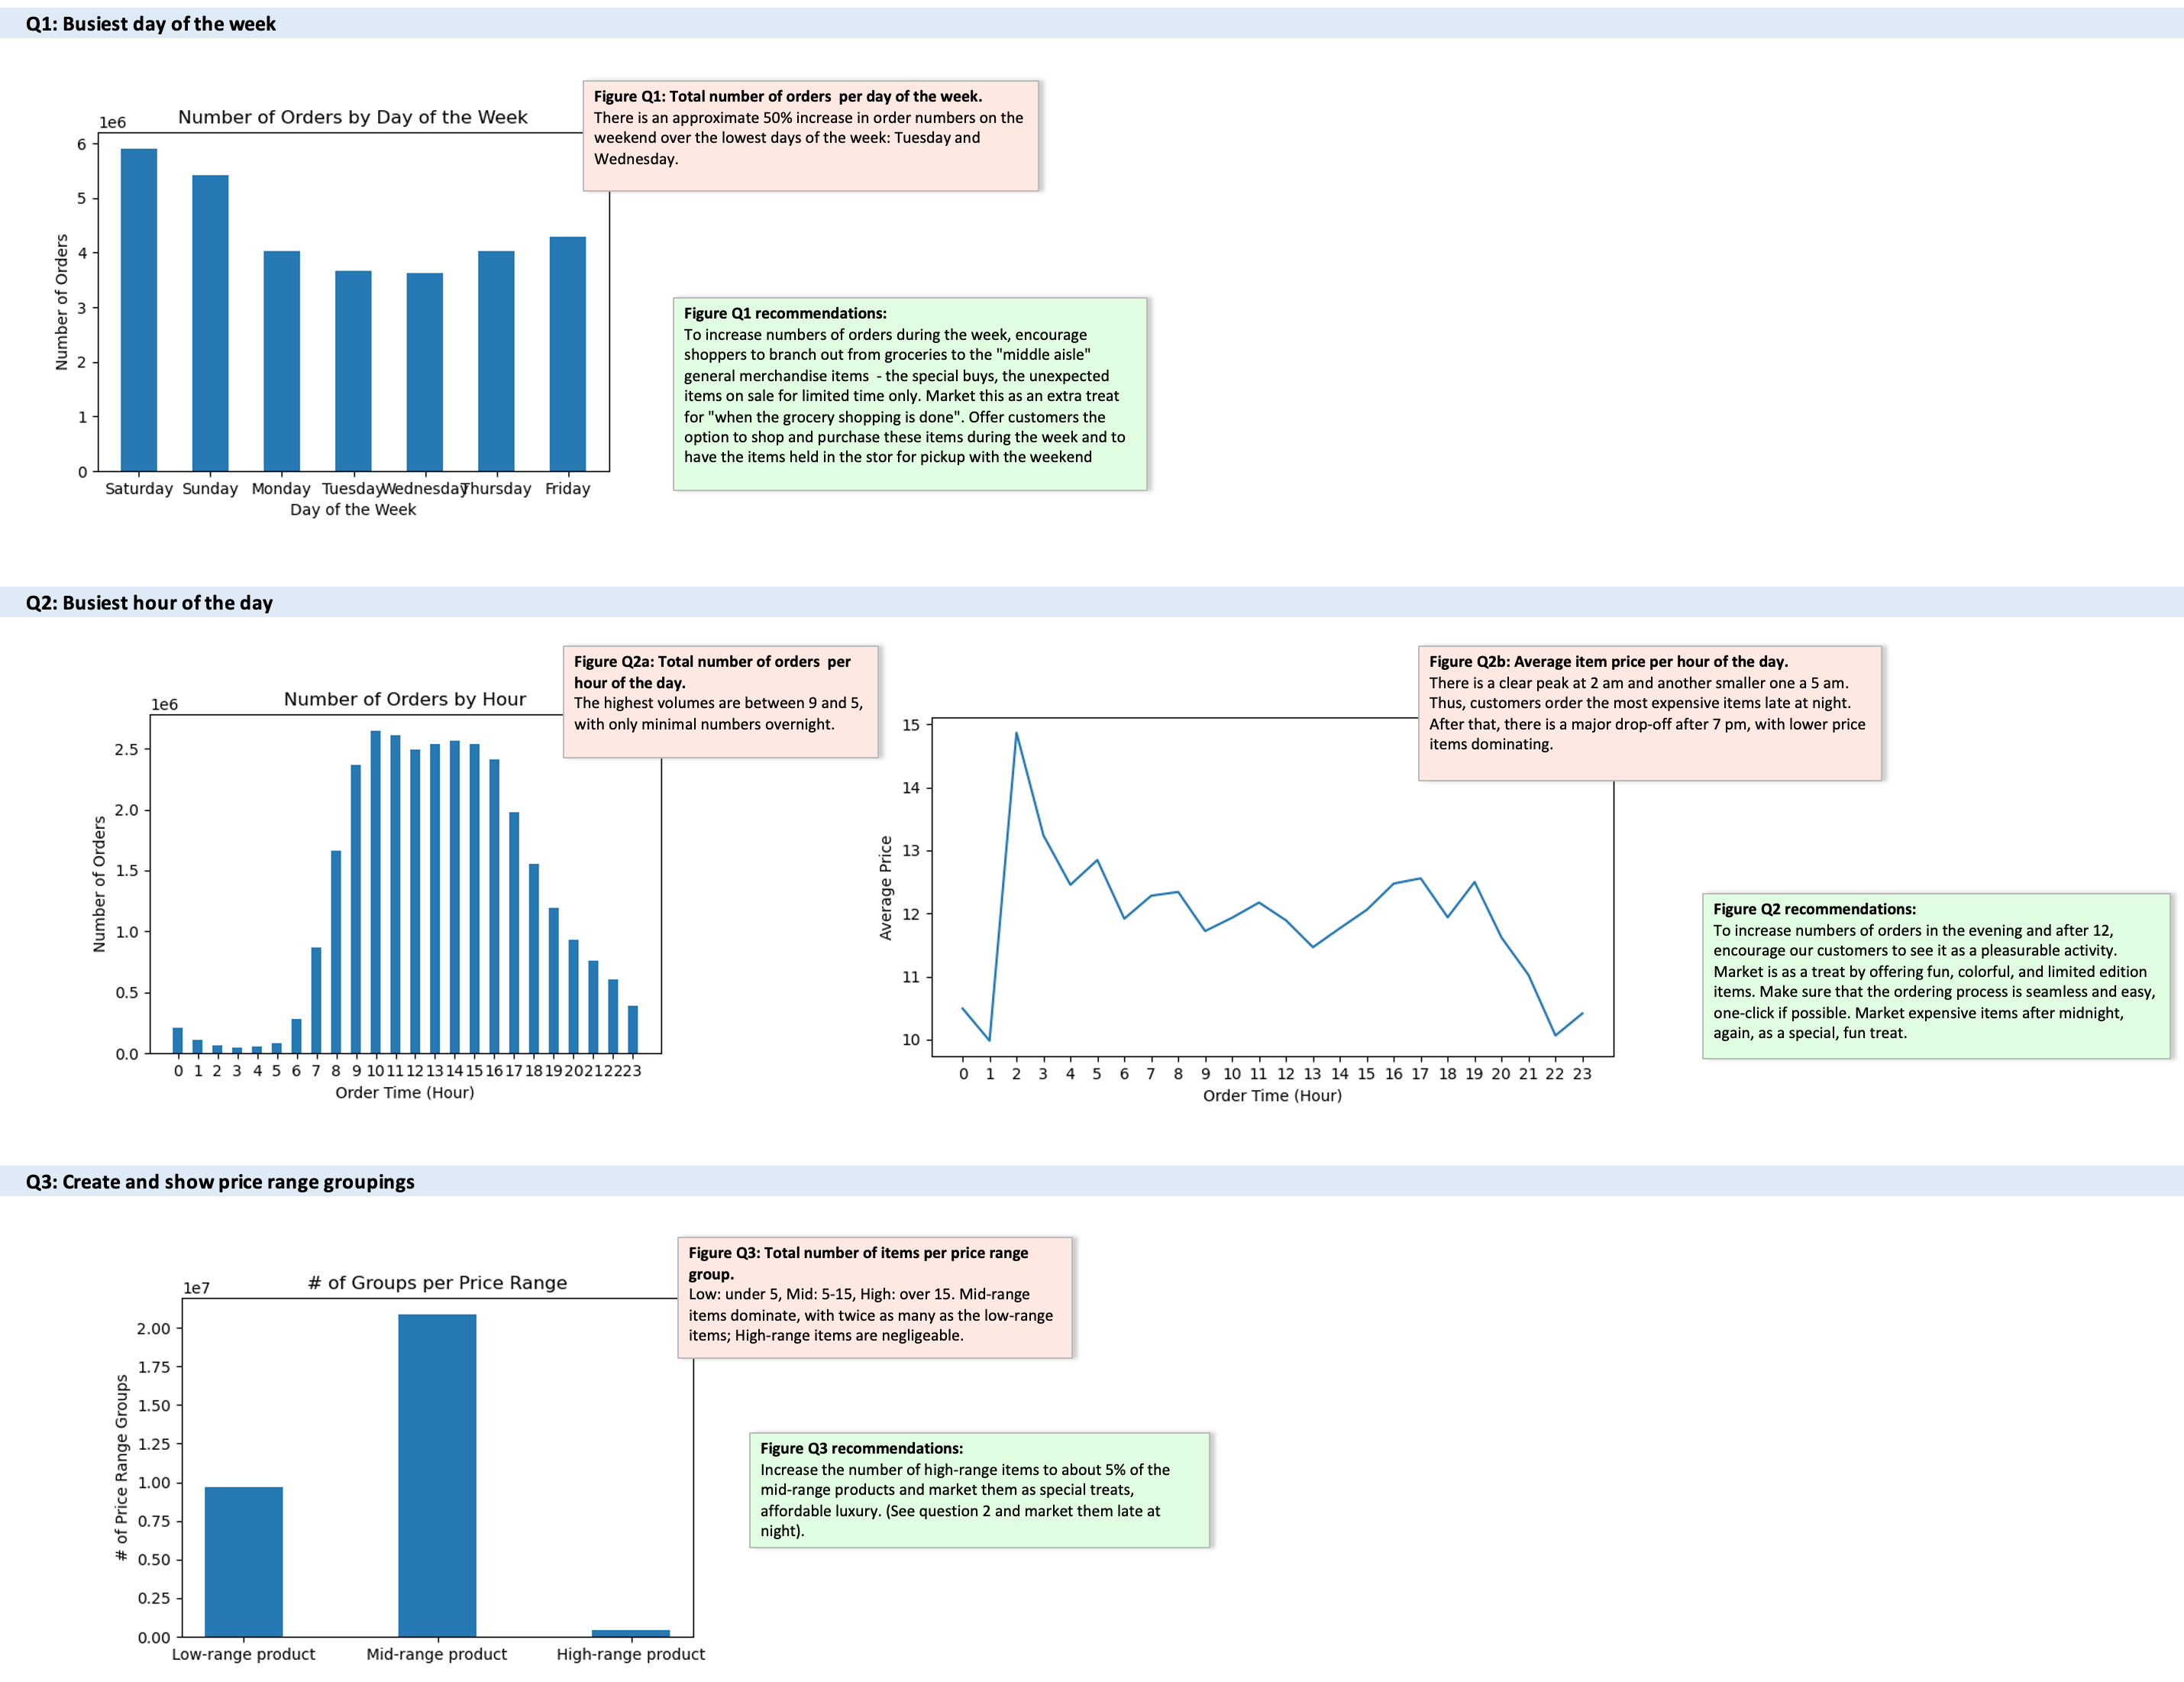 Q1: Busiest day of the week
Number of Orders by Day of the Week
1e6
6
5
4
3
2
1
0
Number of Orders
Saturday Sunday Monday Tuesday Wednesday Thursday Friday
Day of the Week
Figure Q1: Total number of orders  per day of the week.
There is an approximate 50% increase in order numbers on the
weekend over the lowest days of the week: Tuesday and
Wednesday.
Figure Q1 recommendations:
To increase numbers of orders during the week, encourage
shoppers to branch out from groceries to the "middle aisle"
general merchandise items  - the special buys, the unexpected
items on sale for limited time only. Market this as an extra treat
for "when the grocery shopping is done". Offer customers the
option to shop and purchase these items during the week and to
have the items held in the stor for pickup with the weekend
Q2: Busiest hour of the day
Number of Orders by Hour
1e6
2.5
2.0
1.5
1.0
0.5
0.0
Number of Orders
0 1 2 3 4 5 6 7 8 9 10 11 12 13 14 15 16 17 18 19 20 21 22 23
Order Time (Hour)
Figure Q2a: Total number of orders  per
hour of the day.
The highest volumes are between 9 and 5,
with only minimal numbers overnight.
15
14
13
12
11
10
Average Price
0 1 2 3 4 5 6 7 8 9 10 11 12 13 14 15 16 17 18 19 20 21 22 23
Order Time (Hour)
Figure Q2b: Average item price per hour of the day.
There is a clear peak at 2 am and another smaller one a 5 am.
Thus, customers order the most expensive items late at night.
After that, there is a major drop-off after 7 pm, with lower price
items dominating.
Figure Q2 recommendations:
To increase numbers of orders in the evening and after 12,
encourage our customers to see it as a pleasurable activity.
Market is as a treat by offering fun, colorful, and limited edition
items. Make sure that the ordering process is seamless and easy,
one-click if possible. Market expensive items after midnight,
again, as a special, fun treat.
Q3: Create and show price range groupings
# of Groups per Price Range
1e7
2.00
1.75
1.50
1.25
1.00
0.75
0.50
0.25
0.00
# of Price Range Groups
Low-range product Mid-range product High-range product
Figure Q3: Total number of items per price range
group.
Low: under 5, Mid: 5-15, High: over 15. Mid-range
items dominate, with twice as many as the low-range
items; High-range items are negligeable.
Figure Q3 recommendations:
Increase the number of high-range items to about 5% of the
mid-range products and market them as special treats,
affordable luxury. (See question 2 and market them late at
night).